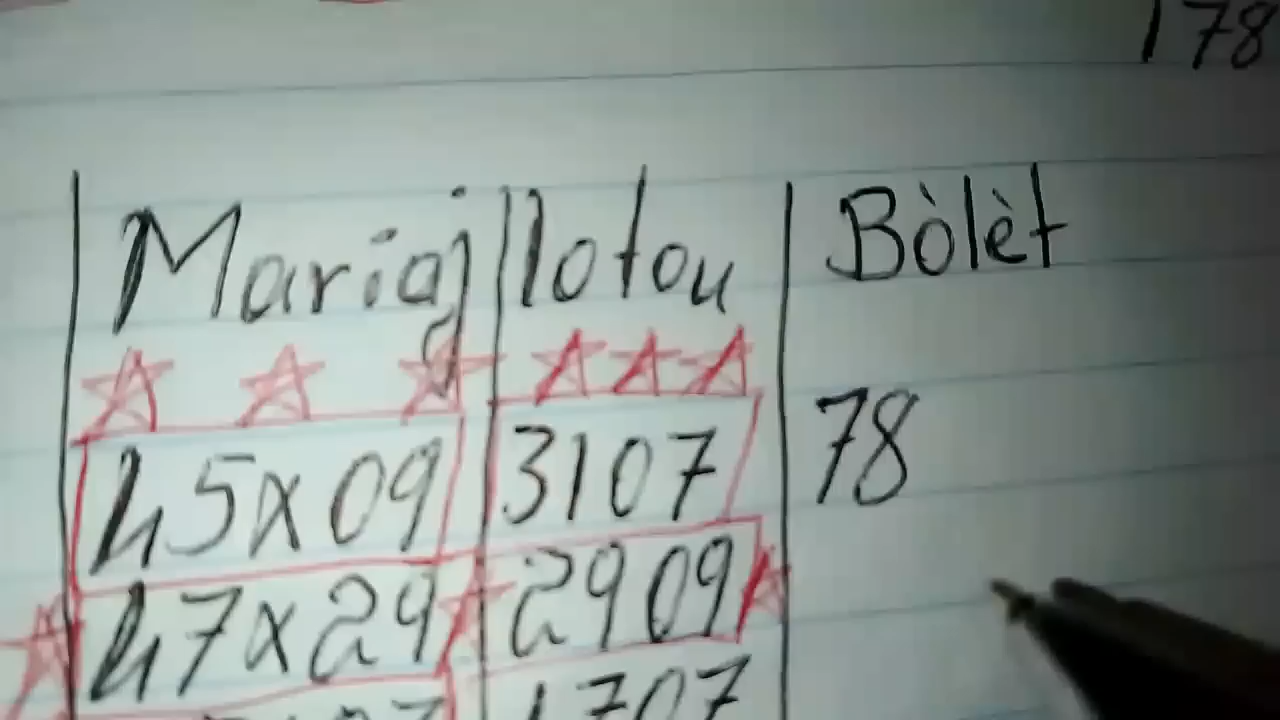 178
Mariaj lotou Bòlèt
45x09 3107 78
47x29 2909
1707